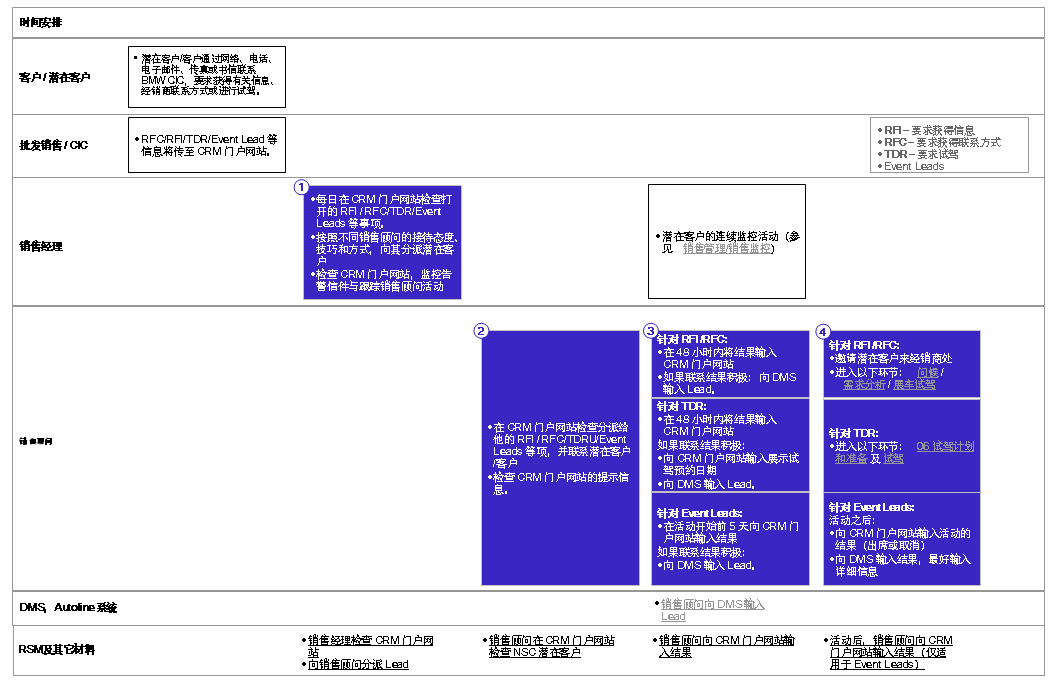 时间安排
客户 / 潜在客户
• 潜在客户/客户通过网络、电话、
电子邮件、传真或书信联系
BMW CIC，要求获得有关信息、
经销商联系方式或进行试驾。
批发销售 / CIC
• RFC/RFI/TDR/Event Lead 等
信息将传至 CRM 门户网站。
• RFI – 要求获得信息
• RFC – 要求获得联系方式
• TDR – 要求试驾
• Event Leads
销售经理
1
• 每日在 CRM 门户网站检查打
开的 RFI / RFC/TDR/Event
Leads 等事项。
• 按照不同销售顾问的接待态度、
技巧和方式，向其分派潜在客
户
• 检查 CRM 门户网站，监控告
警信件与跟踪销售顾问活动
• 潜在客户的连续监控活动（参
见 销售管理/销售监控）
销售顾问
2
• 在 CRM 门户网站检查分派给
他的 RFI / RFC/TDRU/Event
Leads 等项，并联系潜在客户
/客户
• 检查 CRM 门户网站的提示信
息。
3
针对 RFI /RFC:
• 在 48 小时内将结果输入
CRM 门户网站
• 如果联系结果积极：向 DMS
输入 Lead。
针对 TDR:
• 在 48 小时内将结果输入
CRM 门户网站
如果联系结果积极:
• 向 CRM 门户网站输入展示试
驾预约日期
• 向 DMS 输入 Lead。
针对 Event Leads:
• 在活动开始前 5 天向 CRM 门
户网站输入结果
如果联系结果积极:
• 向 DMS 输入 Lead。
4
针对 RFI /RFC:
• 邀请潜在客户来经销商处
• 进入以下环节： 问候 /
需求分析 / 展车试驾
针对 TDR:
• 进入以下环节： 06 试驾计划
和准备 及 试驾
针对 Event Leads:
活动之后:
• 向 CRM 门户网站输入活动的
结果（出席或取消）
• 向 DMS 输入结果，最好输入
详细信息
DMS，Autoline 系统
• 销售顾问向 DMS输入
Lead
RSM及其它材料
• 销售经理检查 CRM 门户网
站
• 向销售顾问分派 Lead
• 销售顾问在 CRM 门户网站
检查 NSC 潜在客户
• 销售顾问向 CRM 门户网站输
入结果
• 活动后，销售顾问向 CRM
门户网站输入结果（仅适
用于 Event Leads）